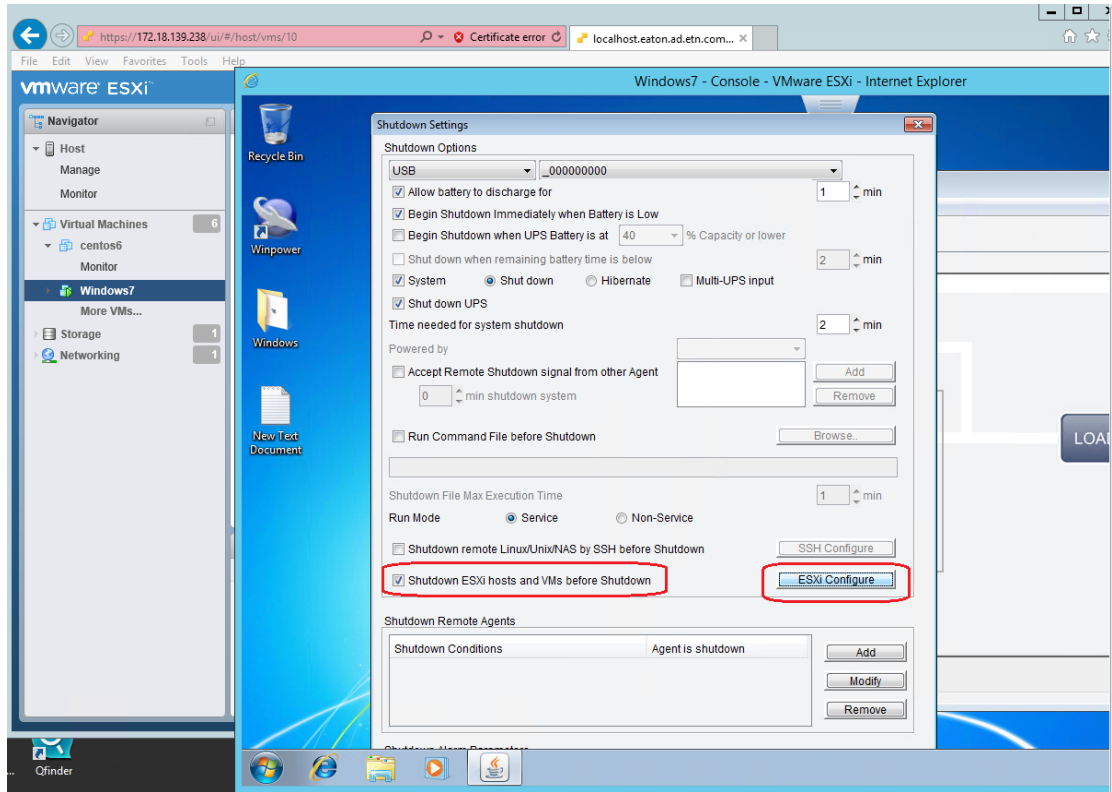 https://172.18.139.238/ui/#/host/vms/10
Certificate error
localhost.eaton.ad.etn.com...
File Edit View Favorites Tools Help
vmware ESXi
Windows7 - Console - VMware ESXi - Internet Explorer
Navigator
Host
Manage
Monitor
Virtual Machines 6
centos6
Monitor
Windows7
More VMs...
Storage 1
Networking 1
Recycle Bin
Winpower
Windows
New Text
Document
Shutdown Settings
Shutdown Options
USB _000000000
Allow battery to discharge for 1 min
Begin Shutdown Immediately when Battery is Low
Begin Shutdown when UPS Battery is at 40 % Capacity or lower
Shut down when remaining battery time is below 2 min
System Shut down Hibernate Multi-UPS input
Shut down UPS
Time needed for system shutdown 2 min
Powered by
Accept Remote Shutdown signal from other Agent Add
0 min shutdown system Remove
Run Command File before Shutdown Browse..
Shutdown File Max Execution Time 1 min
Run Mode Service Non-Service
Shutdown remote Linux/Unix/NAS by SSH before Shutdown SSH Configure
Shutdown ESXi hosts and VMs before Shutdown ESXi Configure
Shutdown Remote Agents
Shutdown Conditions Agent is shutdown Add
Modify
Remove
Shutdown Alarm Parameters
LOA
Qfinder